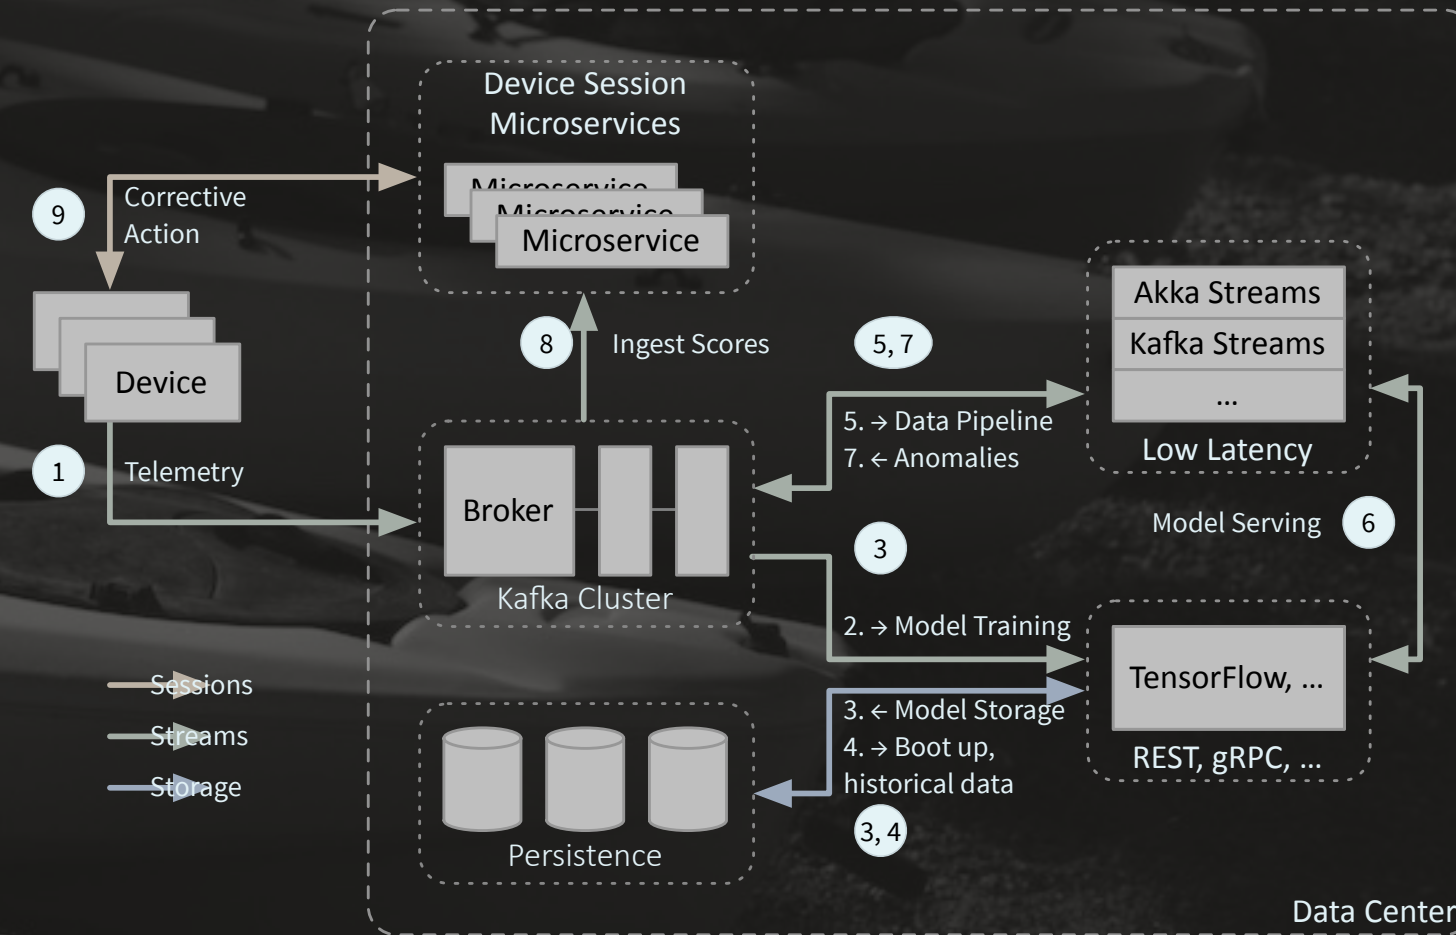 Device Session
Microservices
Microservice
Microservice
Microservice
9
Corrective
Action
Device
1
Telemetry
8
Ingest Scores
5, 7
5. → Data Pipeline
7. ← Anomalies
Akka Streams
Kafka Streams
...
Low Latency
Broker
Kafka Cluster
3
2. → Model Training
Model Serving
6
TensorFlow, ...
REST, gRPC, ...
3. ← Model Storage
4. → Boot up,
historical data
3, 4
Sessions
Streams
Storage
Persistence
Data Center